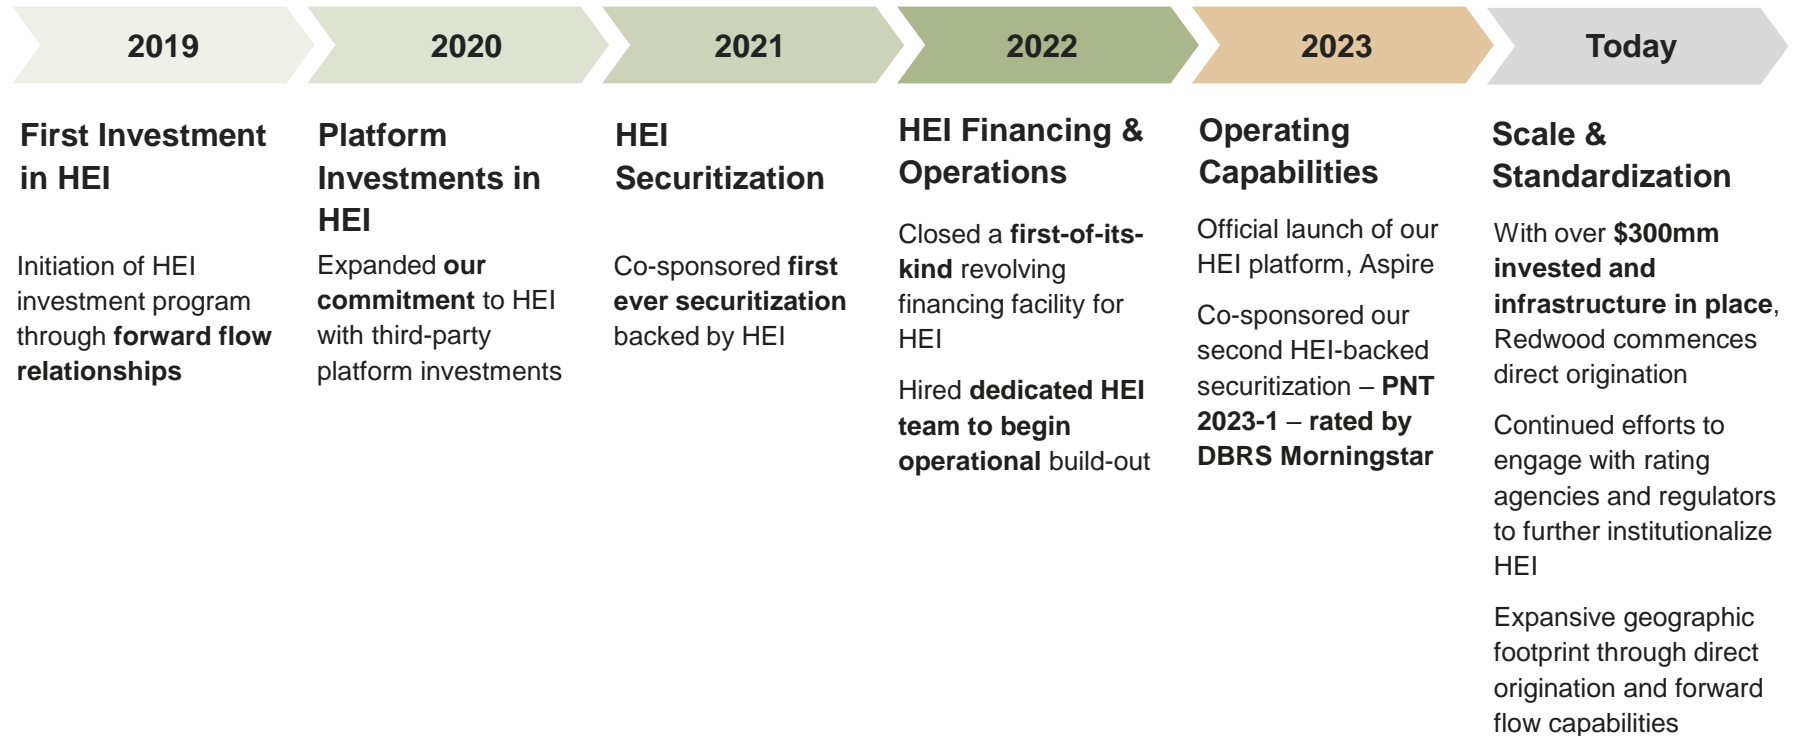 2019
2020
2021
2022
2023
Today
First Investment
in HEI
Initiation of HEI
investment program
through forward flow
relationships
Platform
Investments in
HEI
Expanded our
commitment to HEI
with third-party
platform investments
HEI
Securitization
Co-sponsored first
ever securitization
backed by HEI
HEI Financing &
Operations
Closed a first-of-its-
kind revolving
financing facility for
HEI
Hired dedicated HEI
team to begin
operational build-out
Operating
Capabilities
Official launch of our
HEI platform, Aspire
Co-sponsored our
second HEI-backed
securitization – PNT
2023-1 – rated by
DBRS Morningstar
Scale &
Standardization
With over $300mm
invested and
infrastructure in place,
Redwood commences
direct origination
Continued efforts to
engage with rating
agencies and regulators
to further institutionalize
HEI
Expansive geographic
footprint through direct
origination and forward
flow capabilities